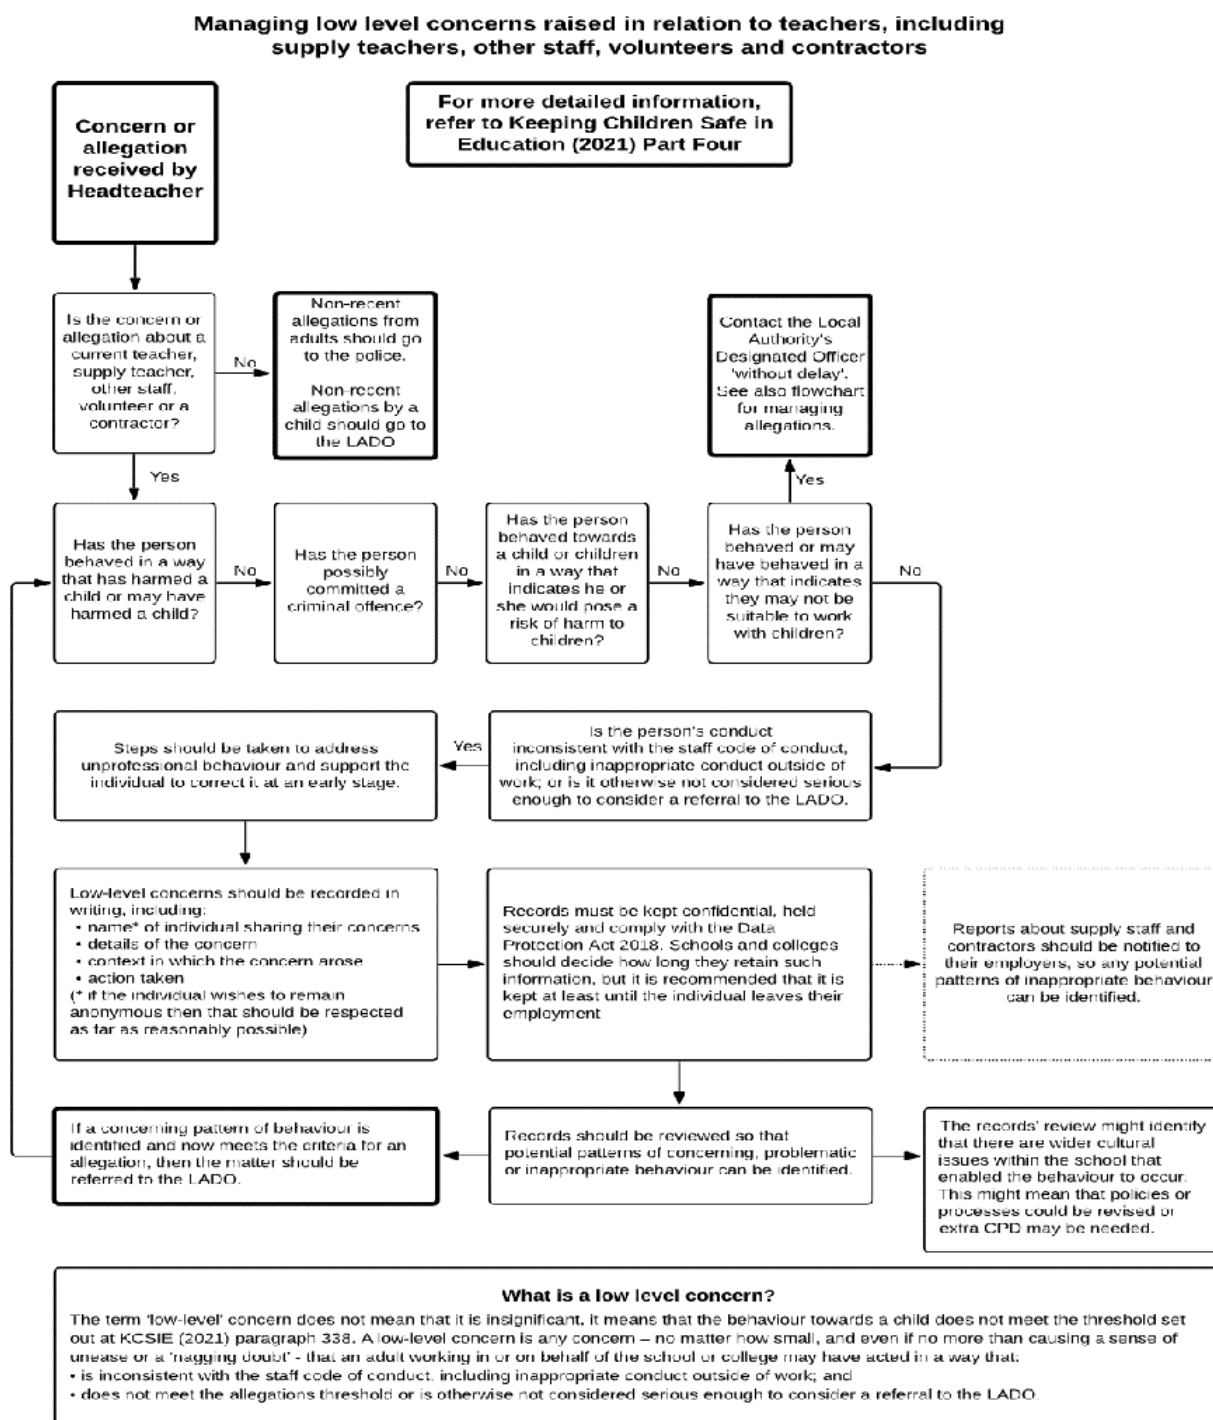 Managing low level concerns raised in relation to teachers, including
supply teachers, other staff, volunteers and contractors
Concern or
allegation
received by
Headteacher
For more detailed information,
refer to Keeping Children Safe in
Education (2021) Part Four
Is the concern or
allegation about a
current teacher,
supply teacher,
other staff,
volunteer or a
contractor?
No
Non-recent
allegations from
adults should go
to the police.
Non-recent
allegations by a
child should go to
the LADO
Contact the Local
Authority's
Designated Officer
'without delay'.
See also flowchart
for managing
allegations.
Yes
Yes
Has the person
behaved in a way
that has harmed a
child or may have
harmed a child?
No
Has the person
possibly
committed a
criminal offence?
No
Has the person
behaved towards
a child or children
in a way that
indicates he or
she would pose a
risk of harm to
children?
No
Has the person
behaved or may
have behaved in a
way that indicates
they may not be
suitable to work
with children?
No
Is the person's conduct
inconsistent with the staff code of conduct,
including inappropriate conduct outside of
work; or is it otherwise not considered serious
enough to consider a referral to the LADO.
Yes
Steps should be taken to address
unprofessional behaviour and support the
individual to correct it at an early stage.
Low-level concerns should be recorded in
writing, including:
• name* of individual sharing their concerns
• details of the concern
• context in which the concern arose
• action taken
(* if the individual wishes to remain
anonymous then that should be respected
as far as reasonably possible)
Records must be kept confidential, held
securely and comply with the Data
Protection Act 2018. Schools and colleges
should decide how long they retain such
information, but it is recommended that it is
kept at least until the individual leaves their
employment
Reports about supply staff and
contractors should be notified to
their employers, so any potential
patterns of inappropriate behaviour
can be identified.
If a concerning pattern of behaviour is
identified and now meets the criteria for an
allegation, then the matter should be
referred to the LADO.
Records should be reviewed so that
potential patterns of concerning, problematic
or inappropriate behaviour can be identified.
The records' review might identify
that there are wider cultural
issues within the school that
enabled the behaviour to occur.
This might mean that policies or
processes could be revised or
extra CPD may be needed.
What is a low level concern?
The term 'low-level' concern does not mean that it is insignificant, it means that the behaviour towards a child does not meet the threshold set
out at KCSIE (2021) paragraph 338. A low-level concern is any concern – no matter how small, and even if no more than causing a sense of
unease or a 'nagging doubt' - that an adult working in or on behalf of the school or college may have acted in a way that:
• is inconsistent with the staff code of conduct, including inappropriate conduct outside of work; and
• does not meet the allegations threshold or is otherwise not considered serious enough to consider a referral to the LADO.